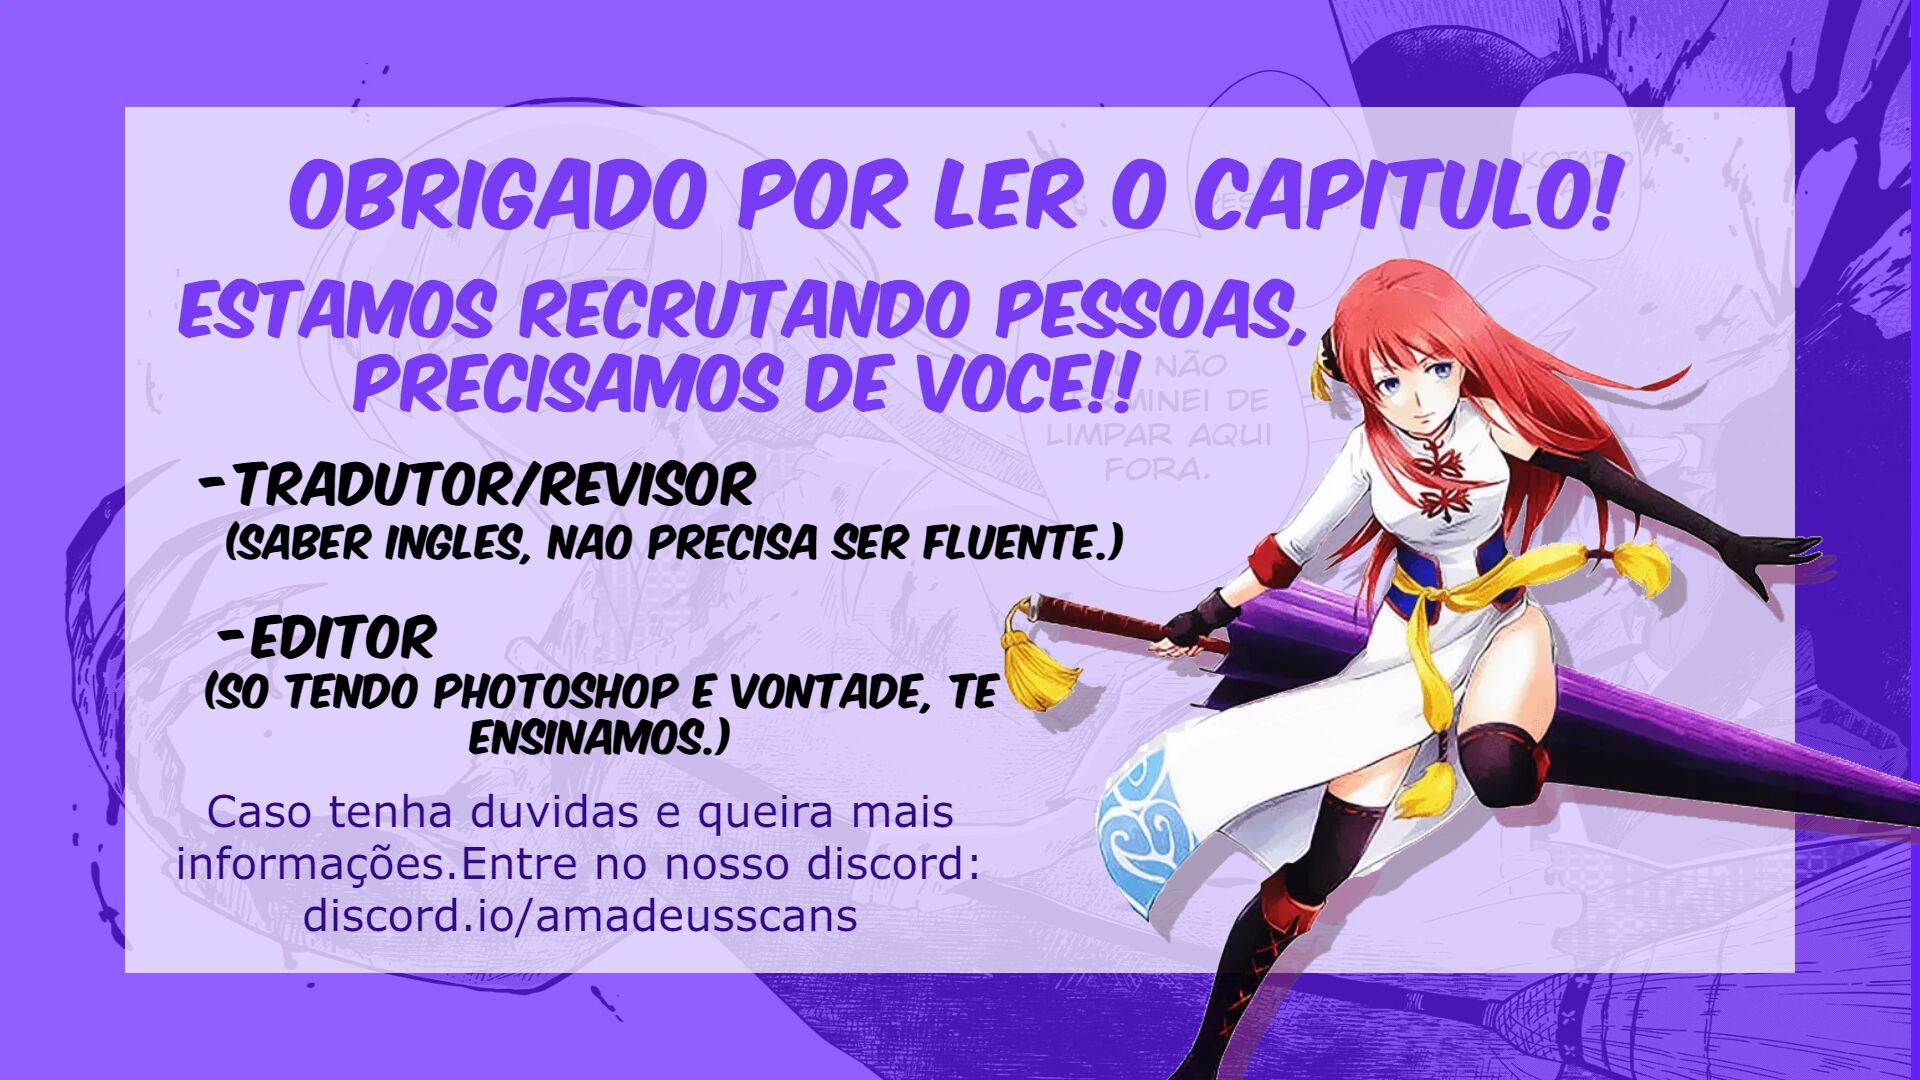 OBRIGADO POR LER O CAPITULO!
ESTAMOS RECRUTANDO PESSOAS,
PRECISAMOS DE VOCE!!
-TRADUTOR/REVISOR
(SABER INGLES, NAO PRECISA SER FLUENTE.)
-EDITOR
(SO TENDO PHOTOSHOP E VONTADE, TE
ENSINAMOS.)
Caso tenha duvidas e queira mais
informações.Entre no nosso discord:
discord.io/amadeusscans
NÃO
DE
LIMPAR AQUI
FORA.